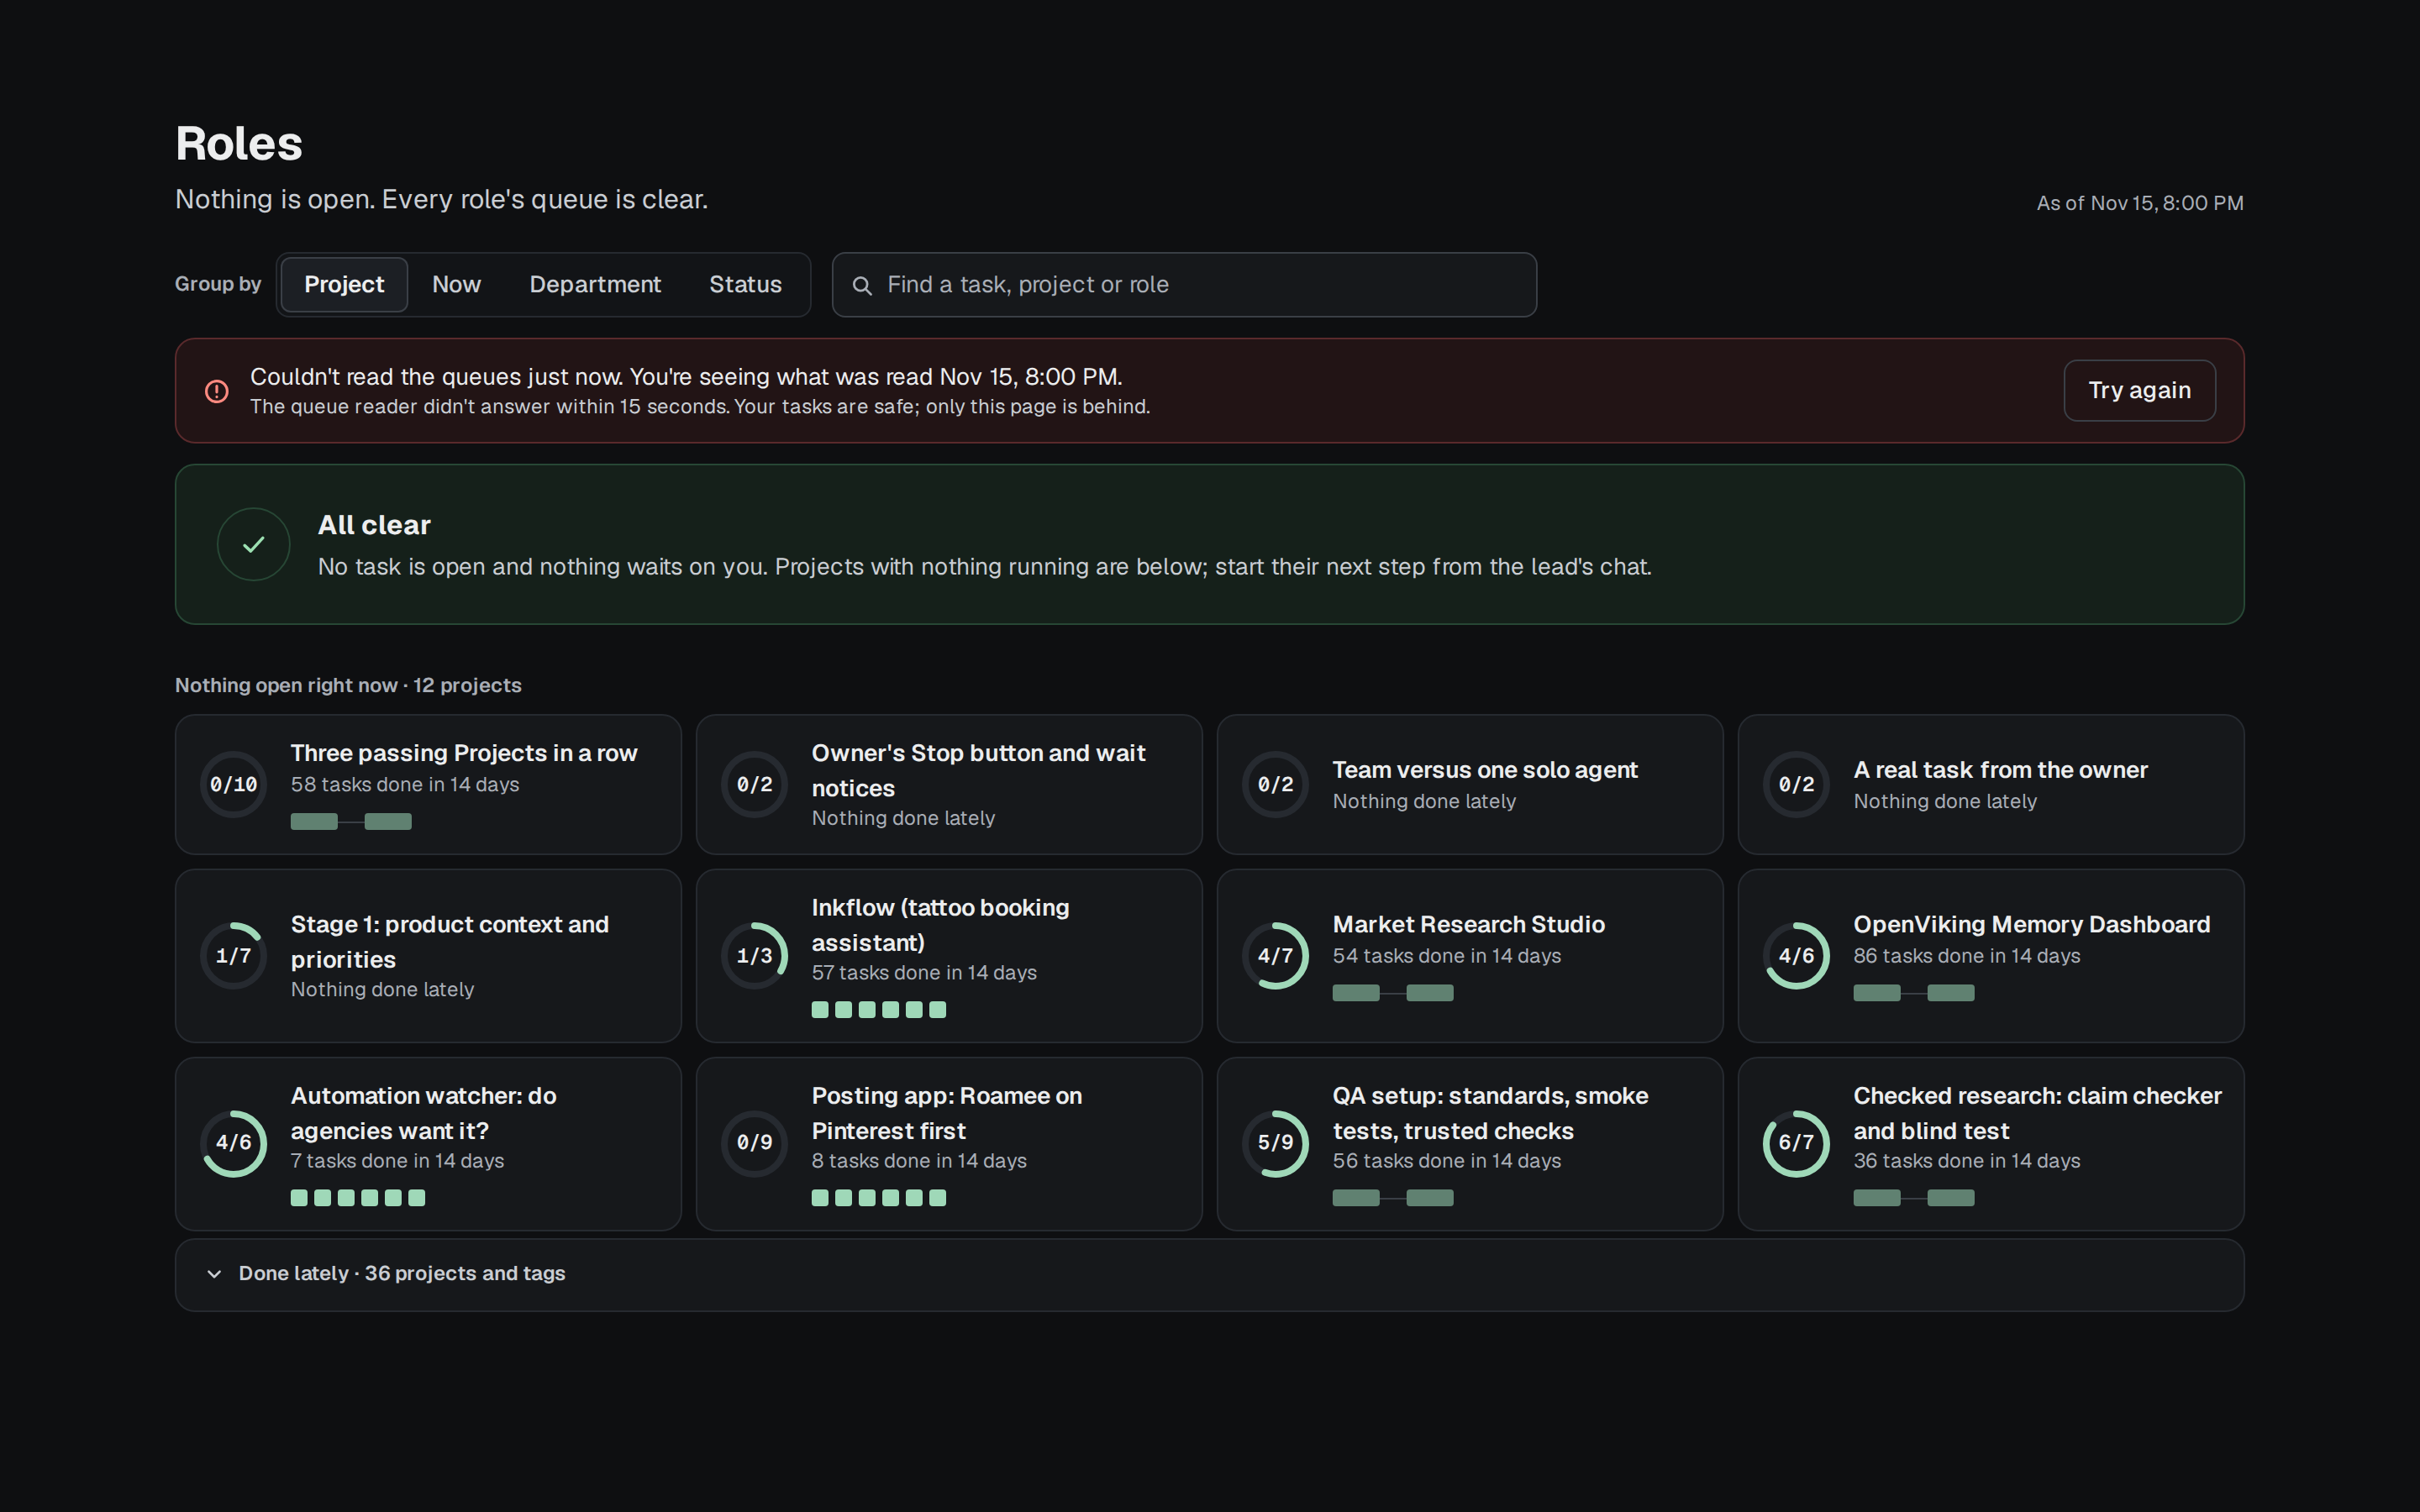 Roles
Nothing is open. Every role's queue is clear.
As of Nov 15, 8:00 PM
Group by
Project
Now
Department
Status
Find a task, project or role
Couldn't read the queues just now. You're seeing what was read Nov 15, 8:00 PM.
The queue reader didn't answer within 15 seconds. Your tasks are safe; only this page is behind.
Try again
All clear
No task is open and nothing waits on you. Projects with nothing running are below; start their next step from the lead's chat.
Nothing open right now · 12 projects
0/10
Three passing Projects in a row
58 tasks done in 14 days
0/2
Owner's Stop button and wait
notices
Nothing done lately
0/2
Team versus one solo agent
Nothing done lately
0/2
A real task from the owner
Nothing done lately
1/7
Stage 1: product context and
priorities
Nothing done lately
1/3
Inkflow (tattoo booking
assistant)
57 tasks done in 14 days
4/7
Market Research Studio
54 tasks done in 14 days
4/6
OpenViking Memory Dashboard
86 tasks done in 14 days
4/6
Automation watcher: do
agencies want it?
7 tasks done in 14 days
0/9
Posting app: Roamee on
Pinterest first
8 tasks done in 14 days
5/9
QA setup: standards, smoke
tests, trusted checks
56 tasks done in 14 days
6/7
Checked research: claim checker
and blind test
36 tasks done in 14 days
Done lately · 36 projects and tags